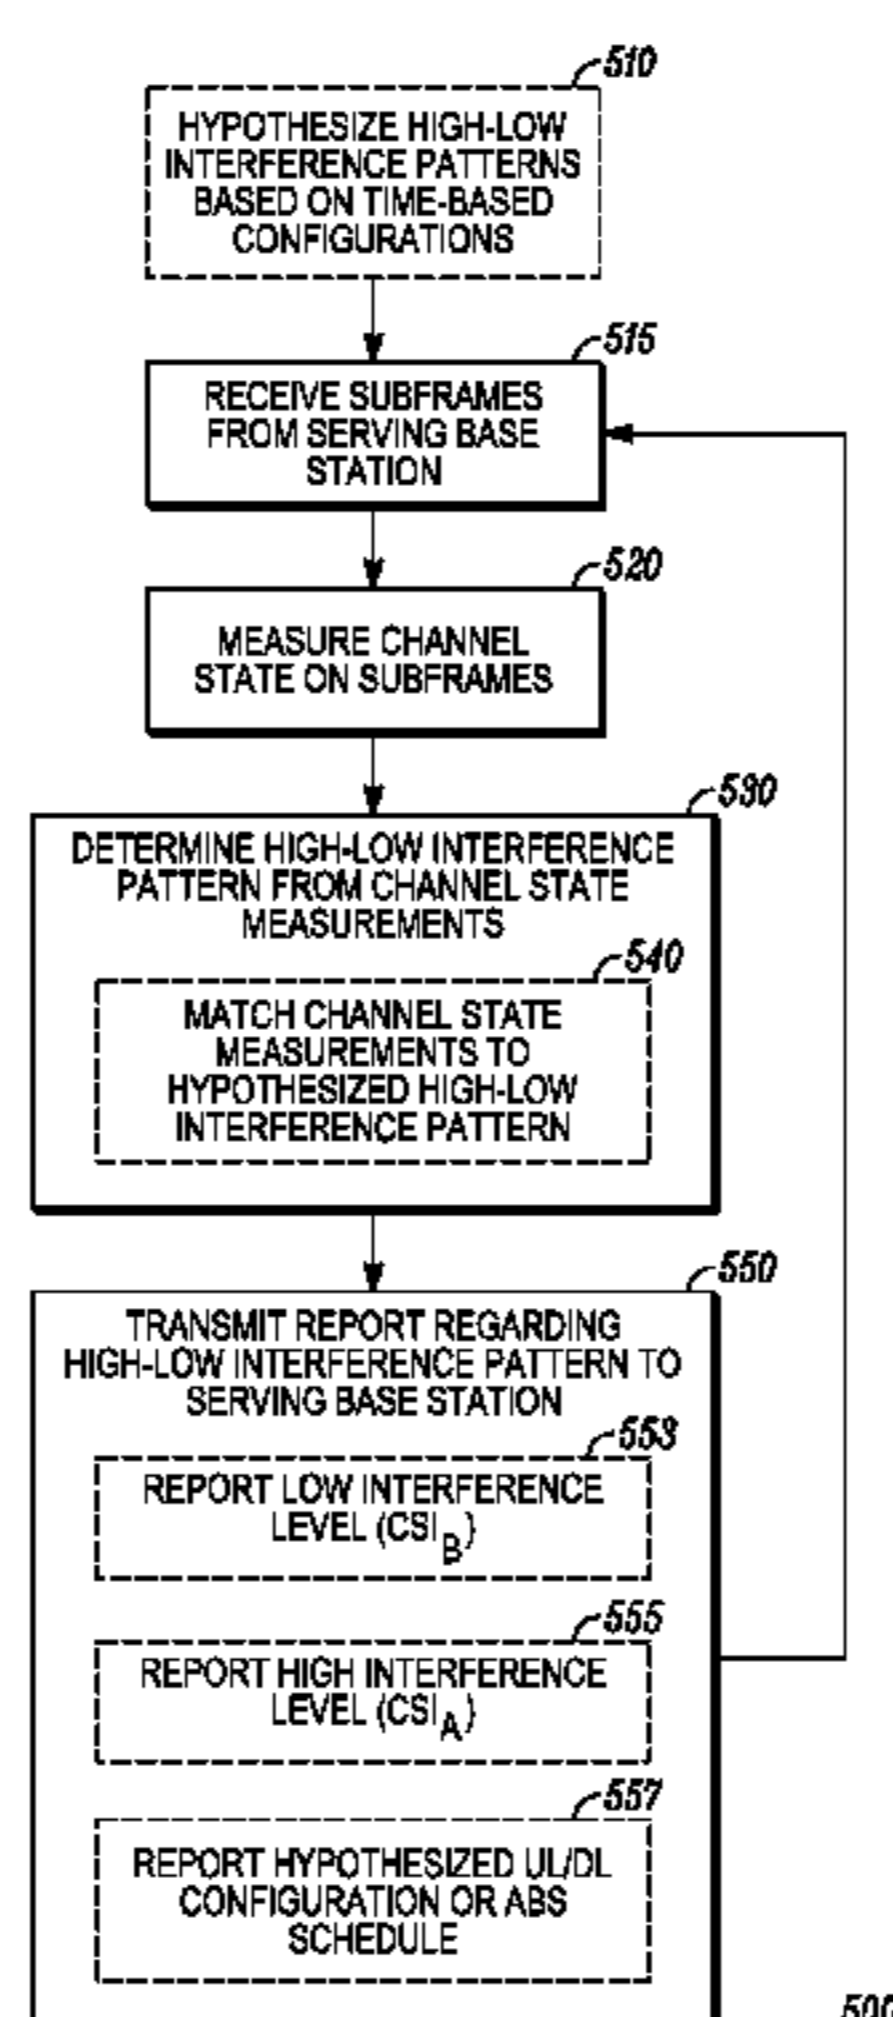 510
HYPOTHESIZE HIGH-LOW
INTERFERENCE PATTERNS
BASED ON TIME-BASED
CONFIGURATIONS
515
RECEIVE SUBFRAMES
FROM SERVING BASE
STATION
520
MEASURE CHANNEL
STATE ON SUBFRAMES
530
DETERMINE HIGH-LOW INTERFERENCE
PATTERN FROM CHANNEL STATE
MEASUREMENTS
540
MATCH CHANNEL STATE
MEASUREMENTS TO
HYPOTHESIZED HIGH-LOW
INTERFERENCE PATTERN
550
TRANSMIT REPORT REGARDING
HIGH-LOW INTERFERENCE PATTERN TO
SERVING BASE STATION
553
REPORT LOW INTERFERENCE
LEVEL (CSI_B)
555
REPORT HIGH INTERFERENCE
LEVEL (CSI_A)
557
REPORT HYPOTHESIZED UL/DL
CONFIGURATION OR ABS
SCHEDULE
500